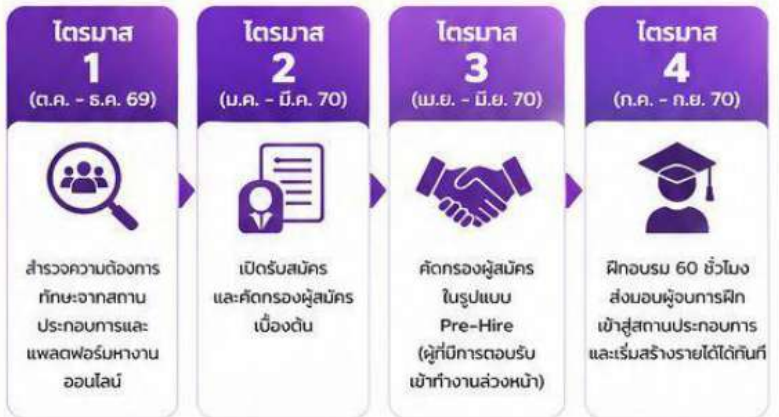 ไตรมาส
1
(ต.ค. - ธ.ค. 69)
สำรวจความต้องการ
ทักษะจากสถาน
ประกอบการและ
แพลตฟอร์มหางาน
ออนไลน์
ไตรมาส
2
(ม.ค. - มี.ค. 70)
เปิดรับสมัคร
และคัดกรองผู้สมัคร
เบื้องต้น
ไตรมาส
3
(เม.ย. - มิ.ย. 70)
คัดกรองผู้สมัคร
ในรูปแบบ
Pre-Hire
(ผู้ที่มีการตอบรับ
เข้าทำงานล่วงหน้า)
ไตรมาส
4
(ก.ค. - ก.ย. 70)
ฝึกอบรม 60 ชั่วโมง
ส่งมอบผู้จบการฝึก
เข้าสู่สถานประกอบการ
และเริ่มสร้างรายได้ได้ทันที